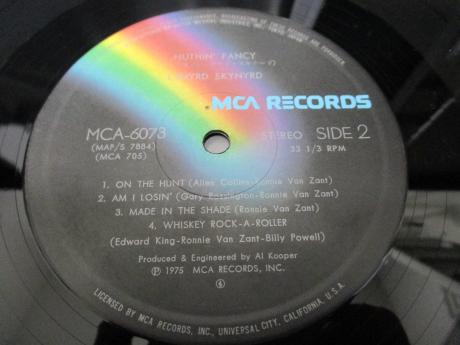 NUTHIN' FANCY
LYNYRD SKYNYRD
MCA RECORDS
MCA-6073
(MAP/S 7884)
(MCA 705)
STEREO SIDE 2
33 1/3 RPM
1. ON THE HUNT (Allen Collins-Ronnie Van Zant)
2. AM I LOSIN' (Gary Rossington-Ronnie Van Zant)
3. MADE IN THE SHADE (Ronnie Van Zant)
4. WHISKEY ROCK-A-ROLLER
(Edward King-Ronnie Van Zant-Billy Powell)
Produced & Engineered by Al Kooper
Ⓟ 1975 MCA RECORDS, INC.
LICENSED BY MCA RECORDS, INC., UNIVERSAL CITY, CALIFORNIA, U.S.A.